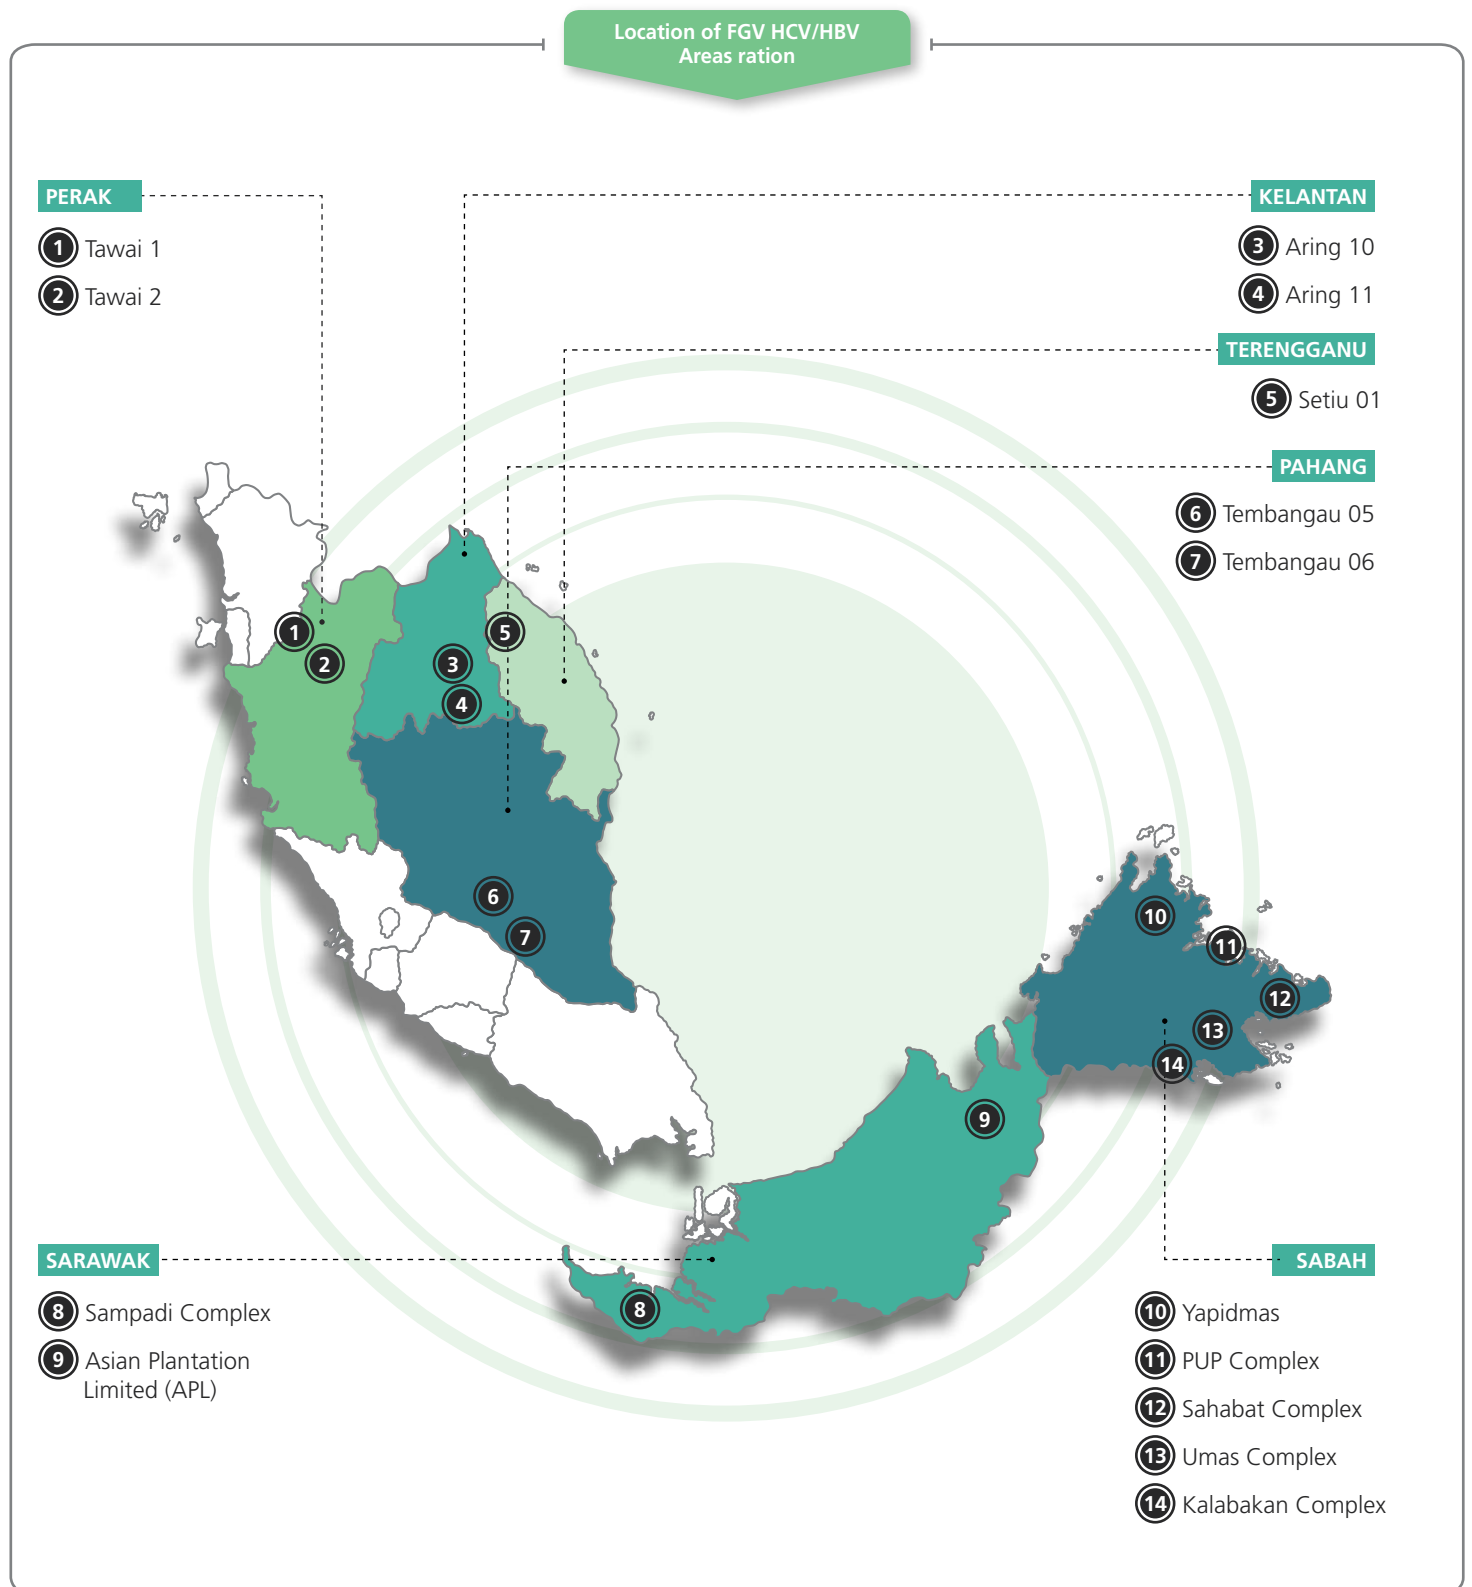 Location of FGV HCV/HBV
Areas ration
PERAK
1 Tawai 1
2 Tawai 2
KELANTAN
3 Aring 10
4 Aring 11
TERENGGANU
5 Setiu 01
PAHANG
6 Tembangau 05
7 Tembangau 06
1
2
3
4
5
6
7
8
9
10
11
12
13
14
SARAWAK
8 Sampadi Complex
9 Asian Plantation
Limited (APL)
SABAH
10 Yapidmas
11 PUP Complex
12 Sahabat Complex
13 Umas Complex
14 Kalabakan Complex